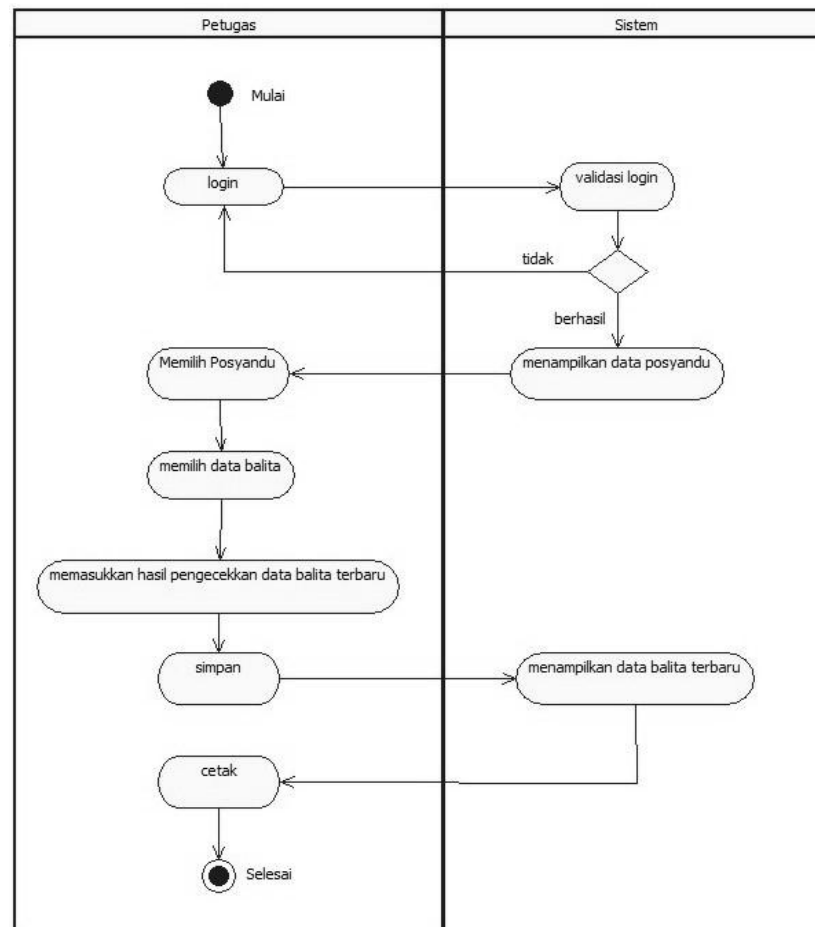 Petugas
Sistem
Mulai
login
validasi login
tidak
berhasil
Memilih Posyandu
menampilkan data posyandu
memilih data balita
memasukkan hasil pengecekkan data balita terbaru
simpan
menampilkan data balita terbaru
cetak
Selesai